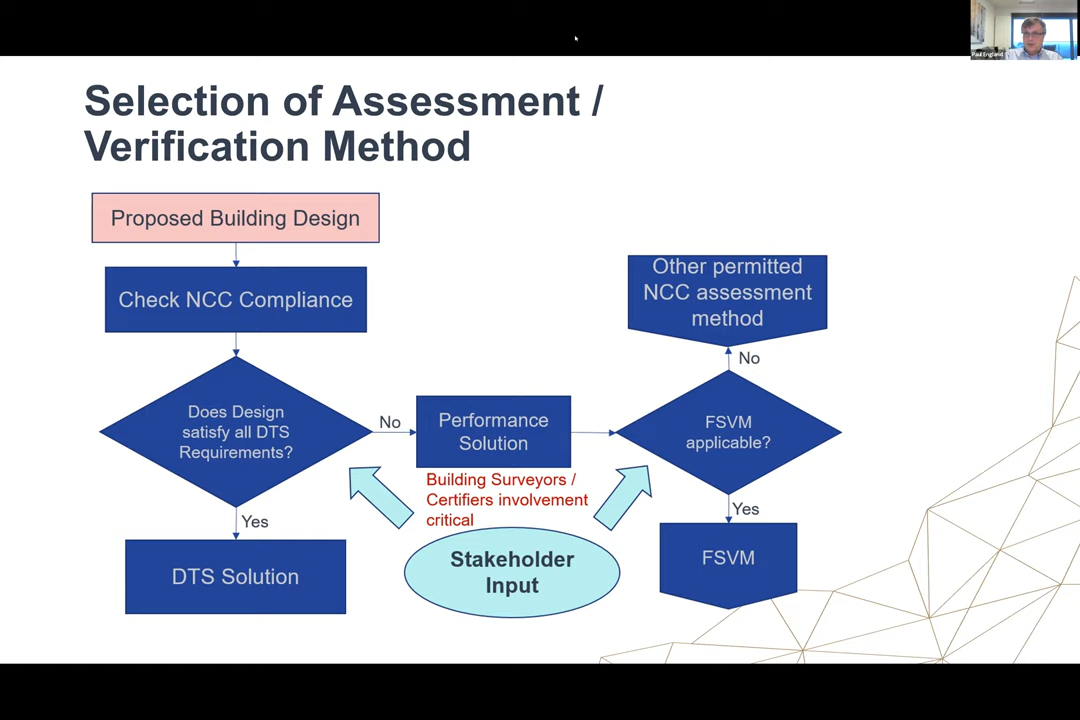 Paul England
Selection of Assessment /
Verification Method
Proposed Building Design
Check NCC Compliance
Does Design
satisfy all DTS
Requirements?
No
Performance
Solution
Building Surveyors /
Certifiers involvement
critical
Stakeholder
Input
Yes
DTS Solution
Other permitted
NCC assessment
method
No
FSVM
applicable?
Yes
FSVM